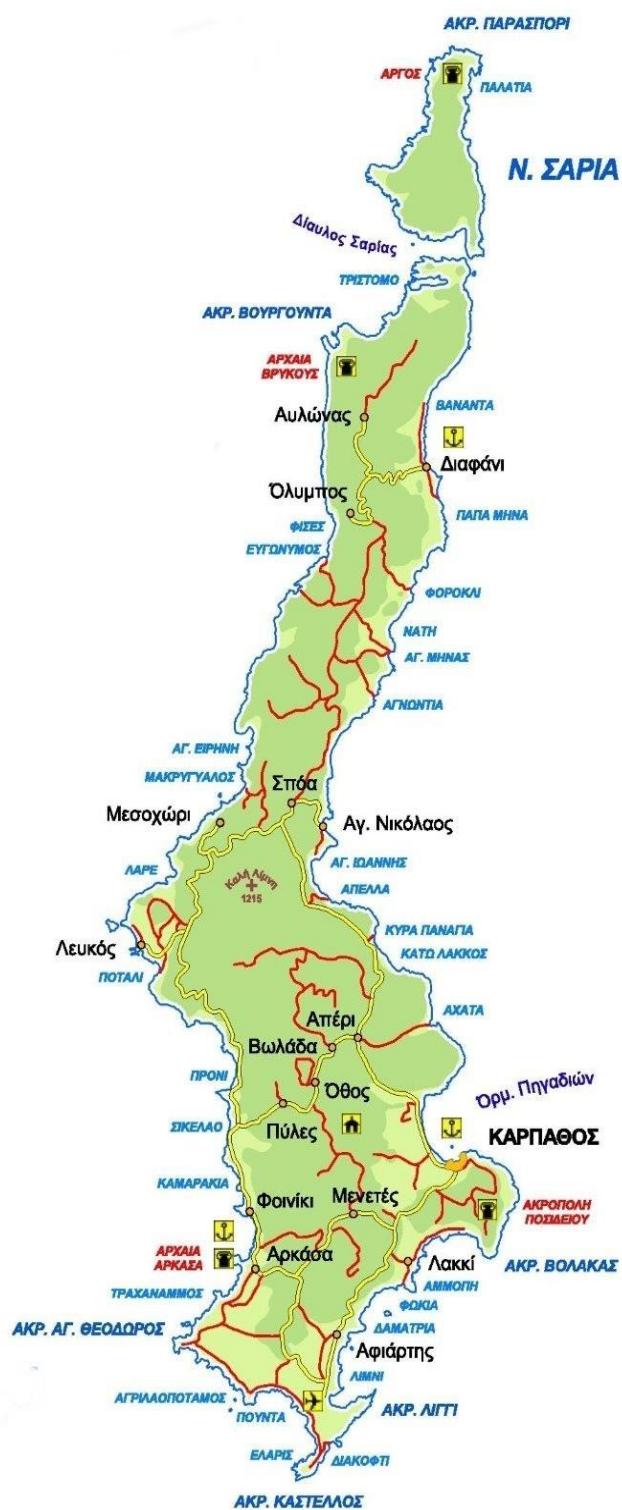 ΑΚΡ. ΠΑΡΑΣΠΟΡΙ
ΑΡΓΟΣ
ΠΑΛΑΤΙΑ
Ν. ΣΑΡΙΑ
Δίαυλος Σαρίας
ΤΡΙΣΤΟΜΟ
ΑΚΡ. ΒΟΥΡΓΟΥΝΤΑ
ΑΡΧΑΙΑ
ΒΡΥΚΟΥΣ
ΒΑΝΑΝΤΑ
Αυλώνας
Διαφάνι
Όλυμπος
ΠΑΠΑ ΜΗΝΑ
ΦΙΣΕΣ
ΕΥΓΩΝΥΜΟΣ
ΦΟΡΟΚΛΙ
ΝΑΤΗ
ΑΓ. ΜΗΝΑΣ
ΑΓΝΩΝΤΙΑ
ΑΓ. ΕΙΡΗΝΗ
ΜΑΚΡΥΓΥΑΛΟΣ
Σπόα
Μεσοχώρι
Αγ. Νικόλαος
ΑΓ. ΙΩΑΝΝΗΣ
ΛΑΡΕ
Καλή Λίμνη
1215
ΑΠΕΛΛΑ
ΚΥΡΑ ΠΑΝΑΓΙΑ
Λευκός
ΚΑΤΩ ΛΑΚΚΟΣ
ΠΟΤΑΛΙ
ΑΧΑΤΑ
Απέρι
Βωλάδα
ΠΡΟΝΙ
Όθος
Όρμ. Πηγαδιών
ΣΙΚΕΛΑΟ
Πύλες
ΚΑΡΠΑΘΟΣ
ΚΑΜΑΡΑΚΙΑ
Φοινίκι
Μενετές
ΑΚΡΟΠΟΛΗ
ΠΟΣΙΔΕΙΟΥ
ΑΡΧΑΙΑ
ΑΡΚΑΣΑ
Αρκάσα
Λακκί
ΑΚΡ. ΒΟΛΑΚΑΣ
ΤΡΑΧΑΝΑΜΜΟΣ
ΑΜΜΟΠΗ
ΦΩΚΙΑ
ΔΑΜΑΤΡΙΑ
ΑΚΡ. ΑΓ. ΘΕΟΔΩΡΟΣ
Αφιάρτης
ΛΙΜΝΙ
ΑΓΡΙΛΑΟΠΟΤΑΜΟΣ
ΠΟΥΝΤΑ
ΑΚΡ. ΛΙΓΓΙ
ΕΛΑΡΙΣ
ΔΙΑΚΟΦΤΙ
ΑΚΡ. ΚΑΣΤΕΛΛΟΣ